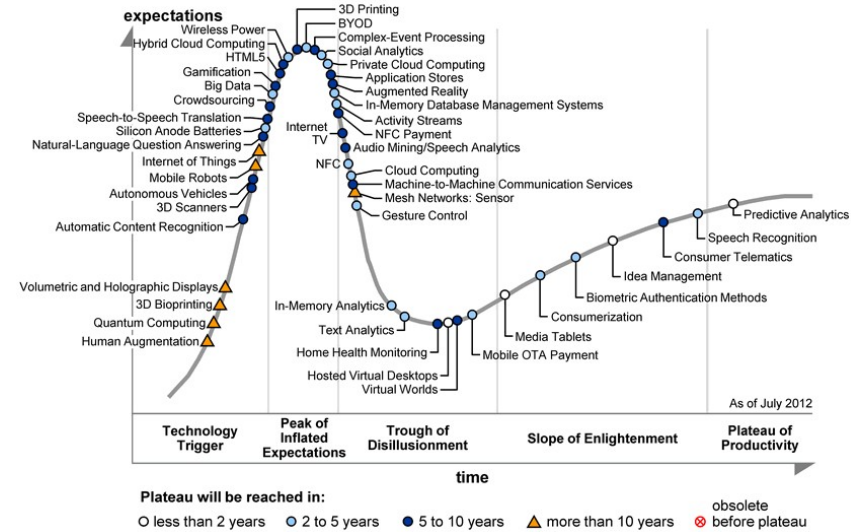 expectations
Wireless Power
Hybrid Cloud Computing
HTML5
Gamification
Big Data
Crowdsourcing
Speech-to-Speech Translation
Silicon Anode Batteries
Natural-Language Question Answering
Internet of Things
Mobile Robots
Autonomous Vehicles
3D Scanners
Automatic Content Recognition
Volumetric and Holographic Displays
3D Bioprinting
Quantum Computing
Human Augmentation
3D Printing
BYOD
Complex-Event Processing
Social Analytics
Private Cloud Computing
Application Stores
Augmented Reality
In-Memory Database Management Systems
Activity Streams
NFC Payment
Internet
TV
Audio Mining/Speech Analytics
NFC
Cloud Computing
Machine-to-Machine Communication Services
Mesh Networks: Sensor
Gesture Control
In-Memory Analytics
Text Analytics
Home Health Monitoring
Hosted Virtual Desktops
Virtual Worlds
Mobile OTA Payment
Media Tablets
Consumerization
Biometric Authentication Methods
Idea Management
Consumer Telematics
Speech Recognition
Predictive Analytics
As of July 2012
Technology
Trigger
Peak of
Inflated
Expectations
Trough of
Disillusionment
Slope of Enlightenment
Plateau of
Productivity
time
Plateau will be reached in:
less than 2 years
2 to 5 years
5 to 10 years
more than 10 years
obsolete
before plateau